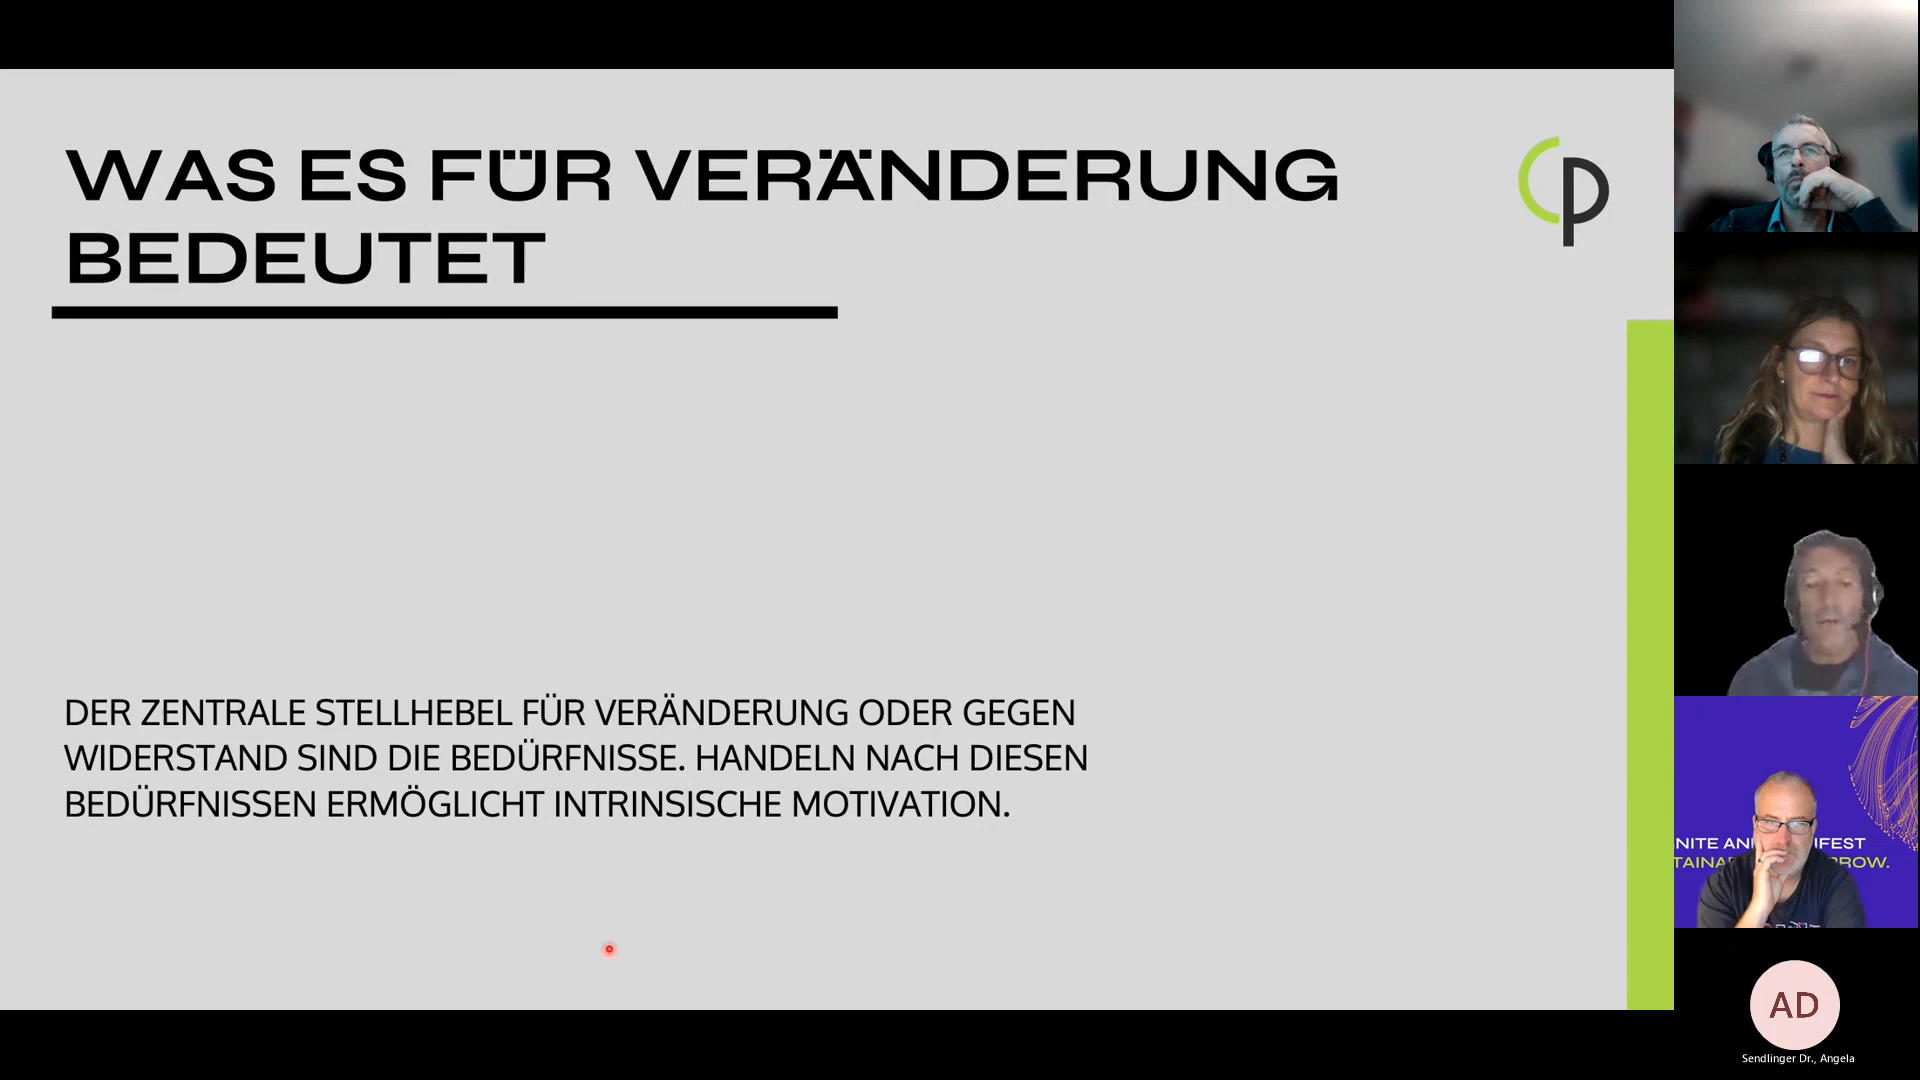 WAS ES FÜR VERÄNDERUNG
BEDEUTET
cp
DER ZENTRALE STELLHEBEL FÜR VERÄNDERUNG ODER GEGEN
WIDERSTAND SIND DIE BEDÜRFNISSE. HANDELN NACH DIESEN
BEDÜRFNISSEN ERMÖGLICHT INTRINSISCHE MOTIVATION.
AD
Sendlinger Dr., Angela